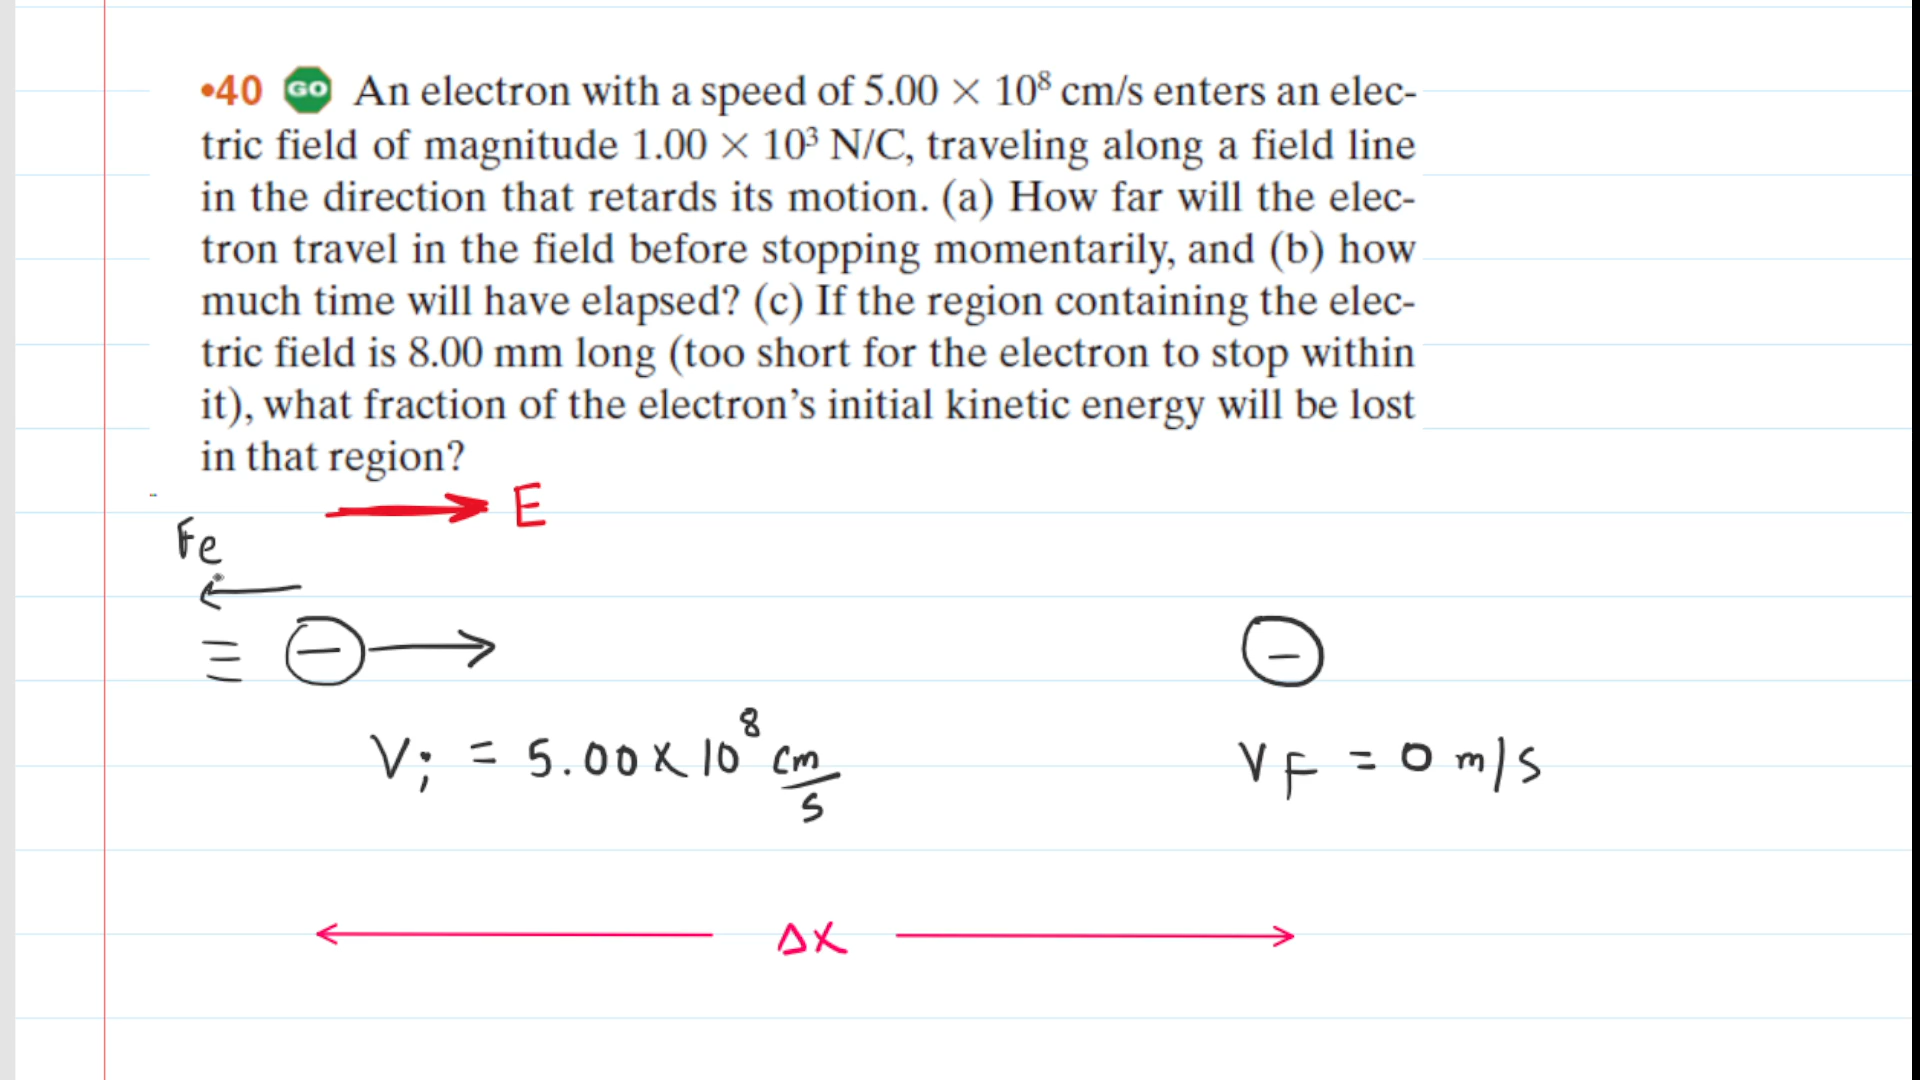 •40 GO An electron with a speed of 5.00 × 10⁸ cm/s enters an elec-
tric field of magnitude 1.00 × 10³ N/C, traveling along a field line
in the direction that retards its motion. (a) How far will the elec-
tron travel in the field before stopping momentarily, and (b) how
much time will have elapsed? (c) If the region containing the elec-
tric field is 8.00 mm long (too short for the electron to stop within
it), what fraction of the electron’s initial kinetic energy will be lost
in that region?
E
Fe
− −
Vi = 5.00 × 10⁸ cm/s VF = 0 m/s
Δx